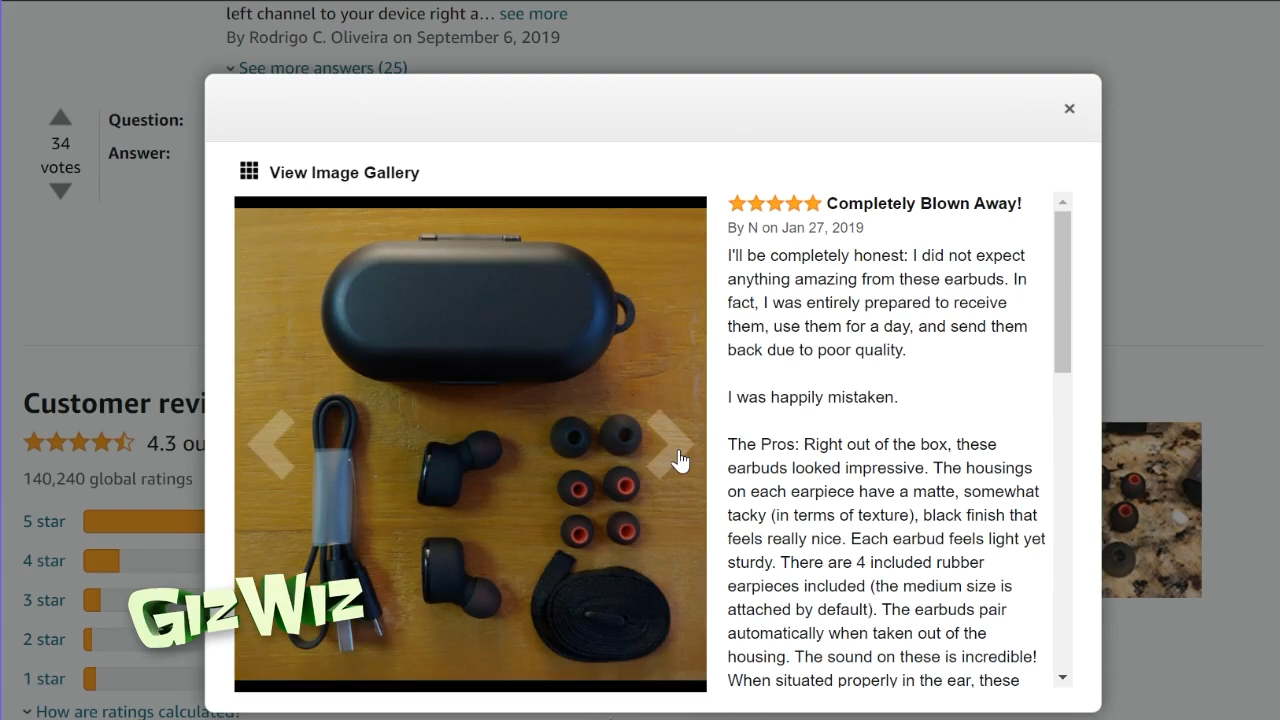 left channel to your device right a… see more
By Rodrigo C. Oliveira on September 6, 2019
See more answers (25)
34
votes
Question:
Answer:
View Image Gallery
Completely Blown Away!
By N on Jan 27, 2019
I'll be completely honest: I did not expect
anything amazing from these earbuds. In
fact, I was entirely prepared to receive
them, use them for a day, and send them
back due to poor quality.
I was happily mistaken.
The Pros: Right out of the box, these
earbuds looked impressive. The housings
on each earpiece have a matte, somewhat
tacky (in terms of texture), black finish that
feels really nice. Each earbud feels light yet
sturdy. There are 4 included rubber
earpieces included (the medium size is
attached by default). The earbuds pair
automatically when taken out of the
housing. The sound on these is incredible!
When situated properly in the ear, these
Customer revi
4.3 ou
140,240 global ratings
5 star
4 star
3 star
2 star
1 star
How are ratings calculated?
GizWiz